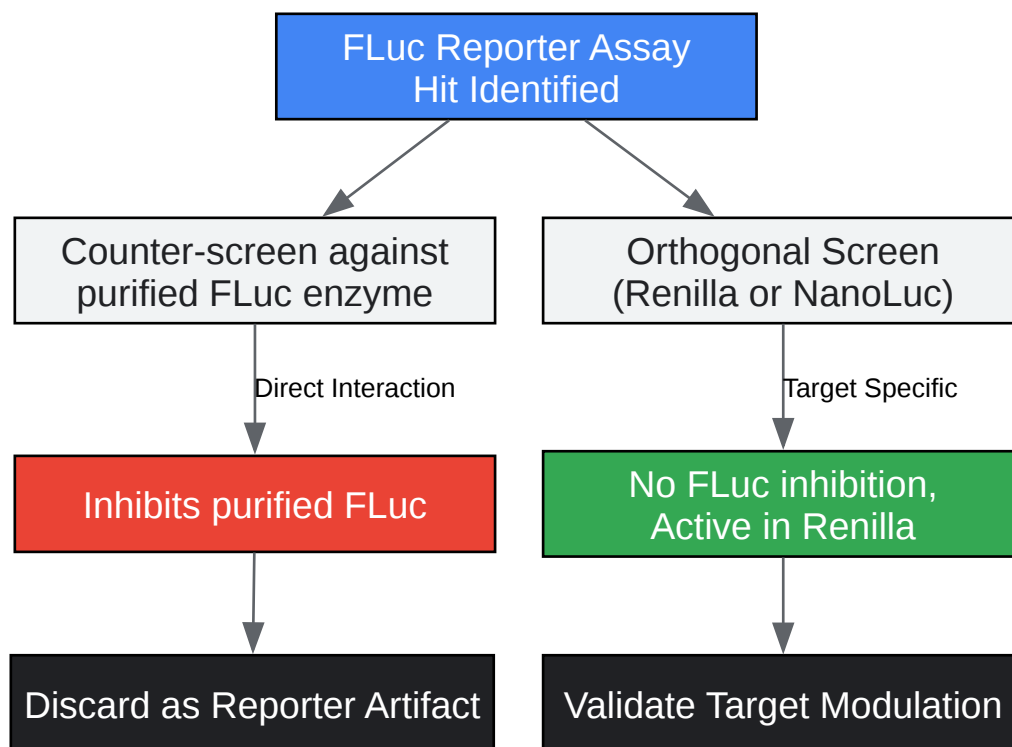 FLuc Reporter Assay
Hit Identified
Counter-screen against
purified FLuc enzyme
Orthogonal Screen
(Renilla or NanoLuc)
Direct Interaction
Target Specific
Inhibits purified FLuc
No FLuc inhibition,
Active in Renilla
Discard as Reporter Artifact
Validate Target Modulation